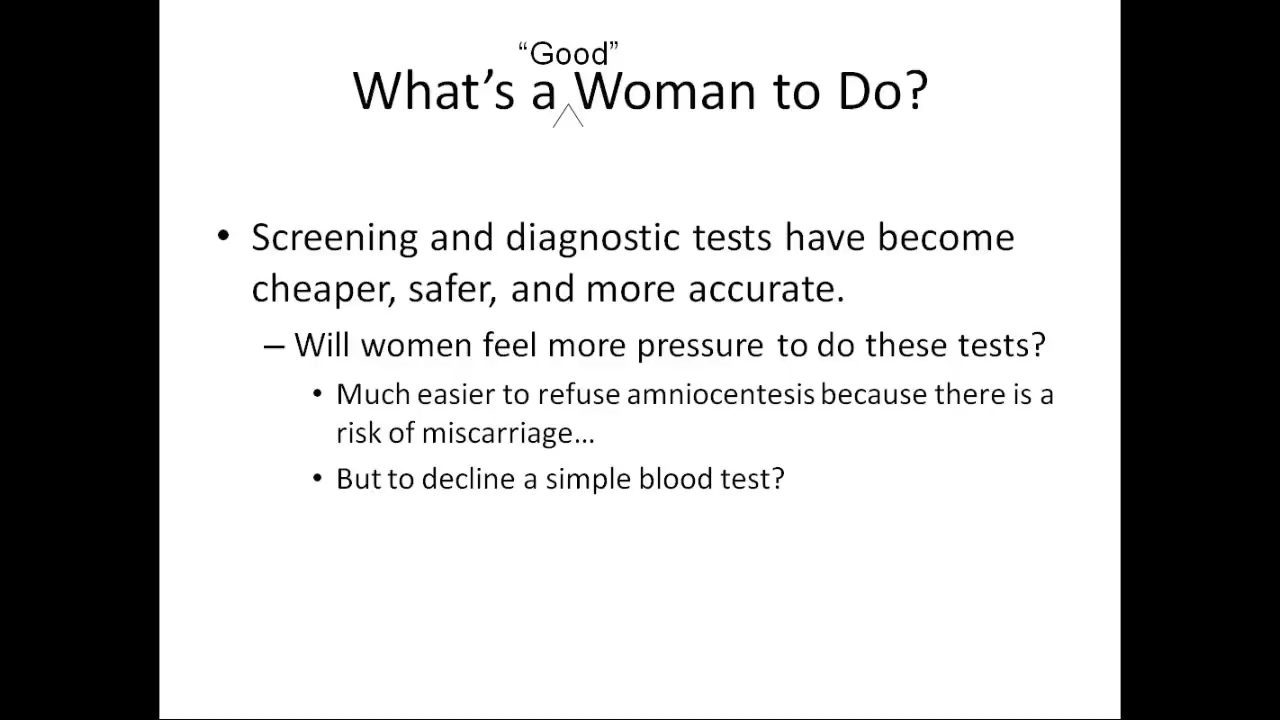 “Good”
What’s a Woman to Do?
• Screening and diagnostic tests have become
cheaper, safer, and more accurate.
– Will women feel more pressure to do these tests?
• Much easier to refuse amniocentesis because there is a
risk of miscarriage…
• But to decline a simple blood test?